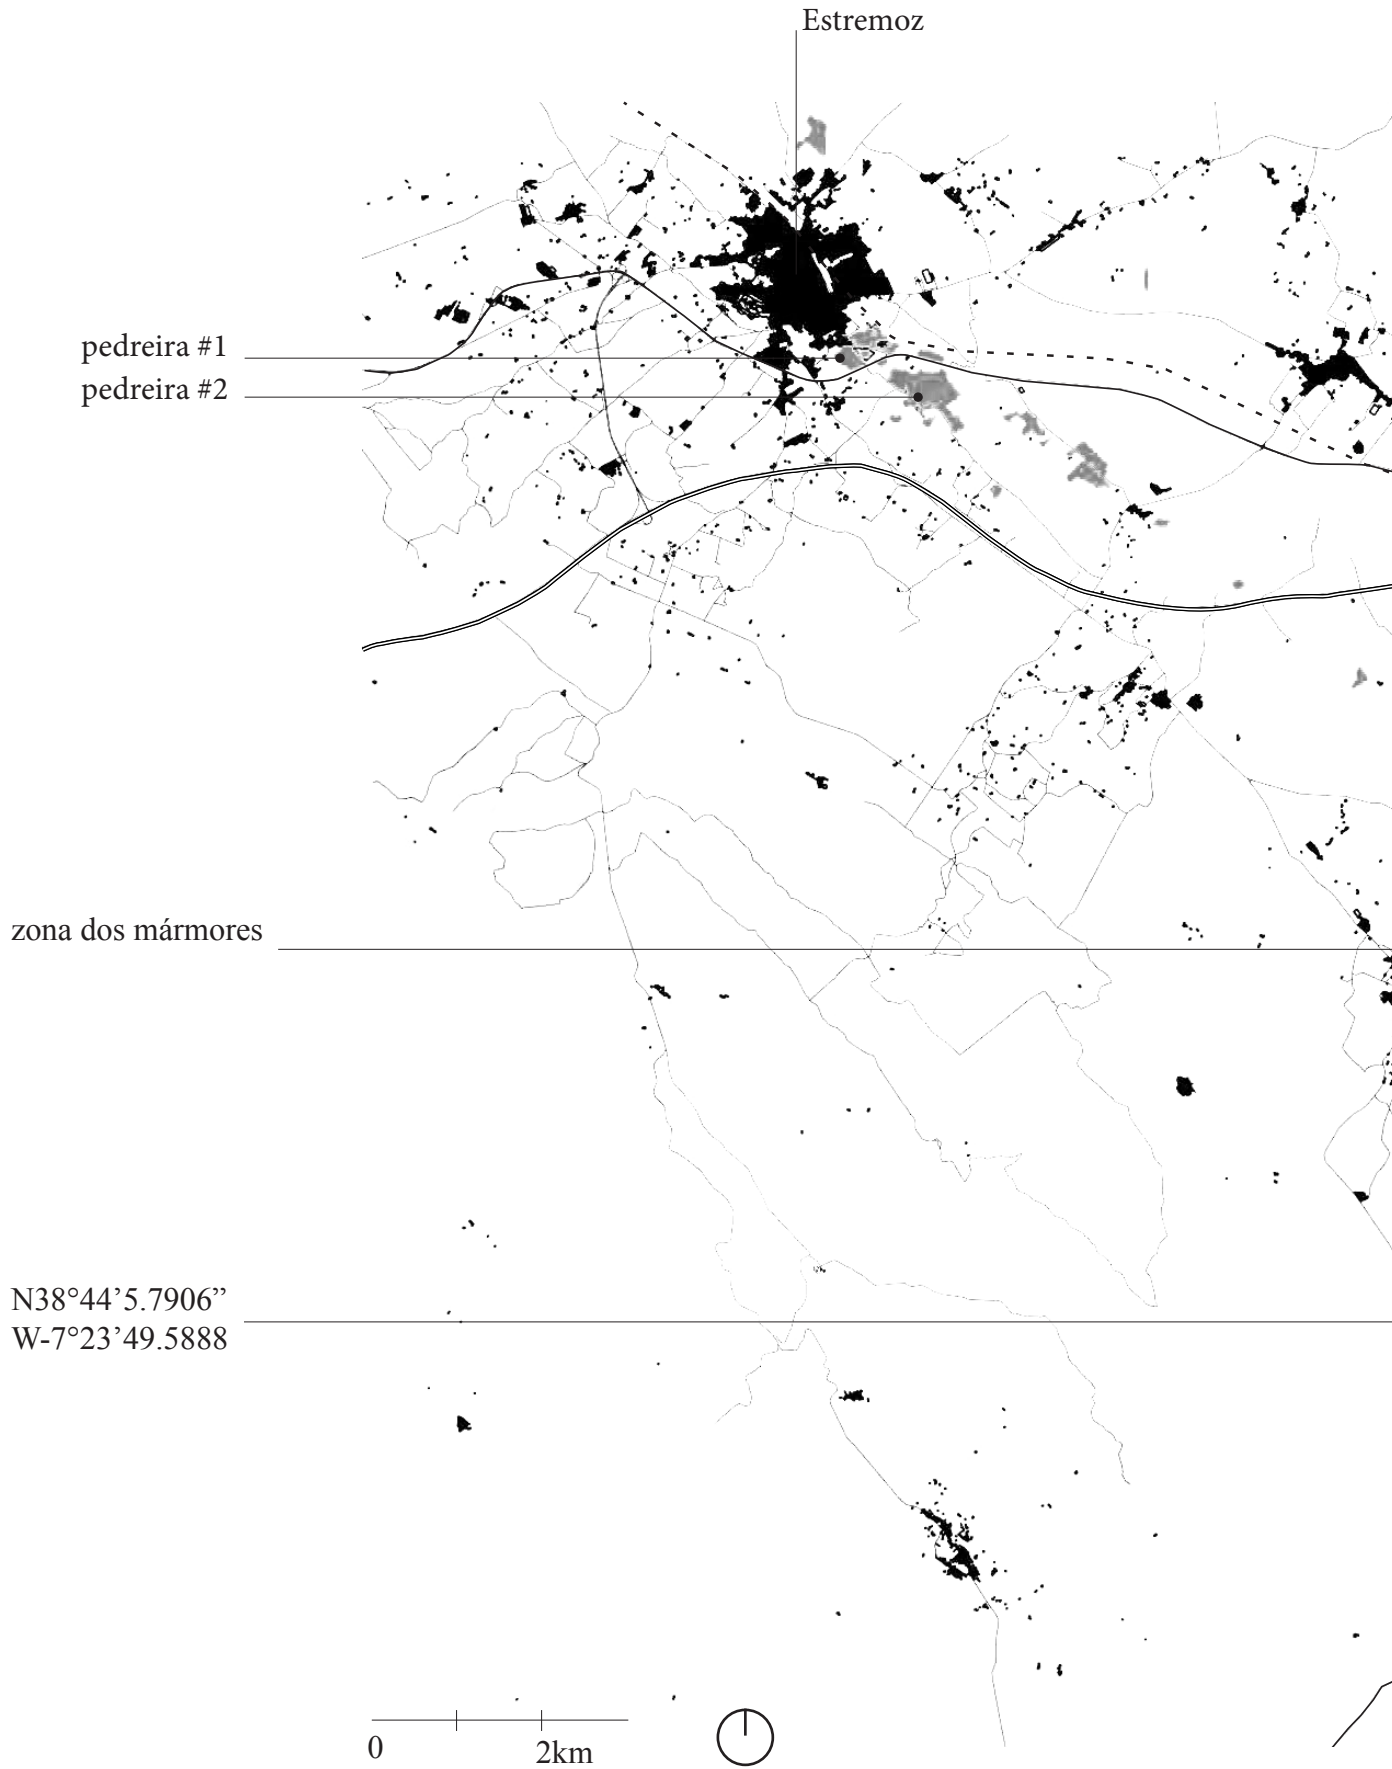 Estremoz
pedreira #1
pedreira #2
zona dos mármores
N38°44’5.7906”
W-7°23’49.5888
0
2km